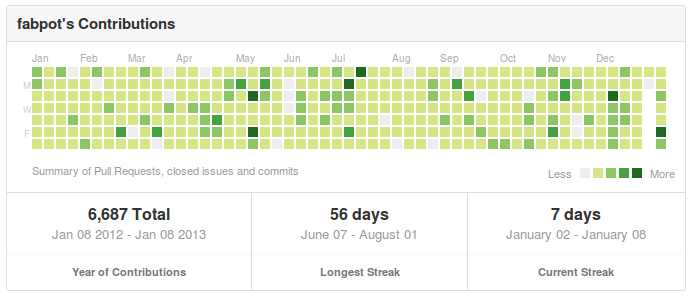 fabpot's Contributions
Jan Feb Mar Apr May Jun Jul Aug Sep Oct Nov Dec
M
W
F
Summary of Pull Requests, closed issues and commits
Less More
6,687 Total 56 days 7 days
Jan 08 2012 - Jan 08 2013 June 07 - August 01 January 02 - January 08
Year of Contributions Longest Streak Current Streak